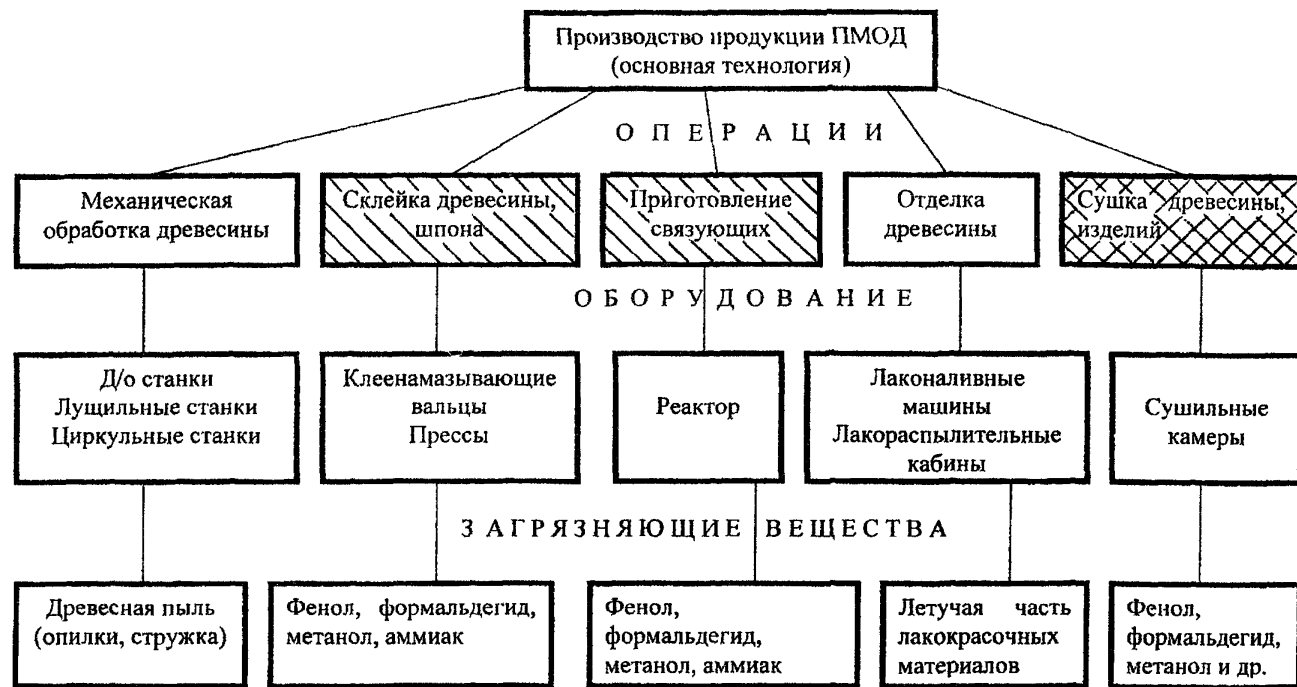 Производство продукции ПМОД
(основная технология)
ОПЕРАЦИИ
Механическая
обработка древесины
Склейка древесины,
шпона
Приготовление
связующих
Отделка
древесины
Сушка древесины,
изделий
ОБОРУДОВАНИЕ
Д/о станки
Лущильные станки
Циркульные станки
Клеенамазывающие
вальцы
Прессы
Реактор
Лаконаливные
машины
Лакораспылительные
кабины
Сушильные
камеры
ЗАГРЯЗНЯЮЩИЕ ВЕЩЕСТВА
Древесная пыль
(опилки, стружка)
Фенол, формальдегид,
метанол, аммиак
Фенол,
формальдегид,
метанол, аммиак
Летучая часть
лакокрасочных
материалов
Фенол,
формальдегид,
метанол и др.